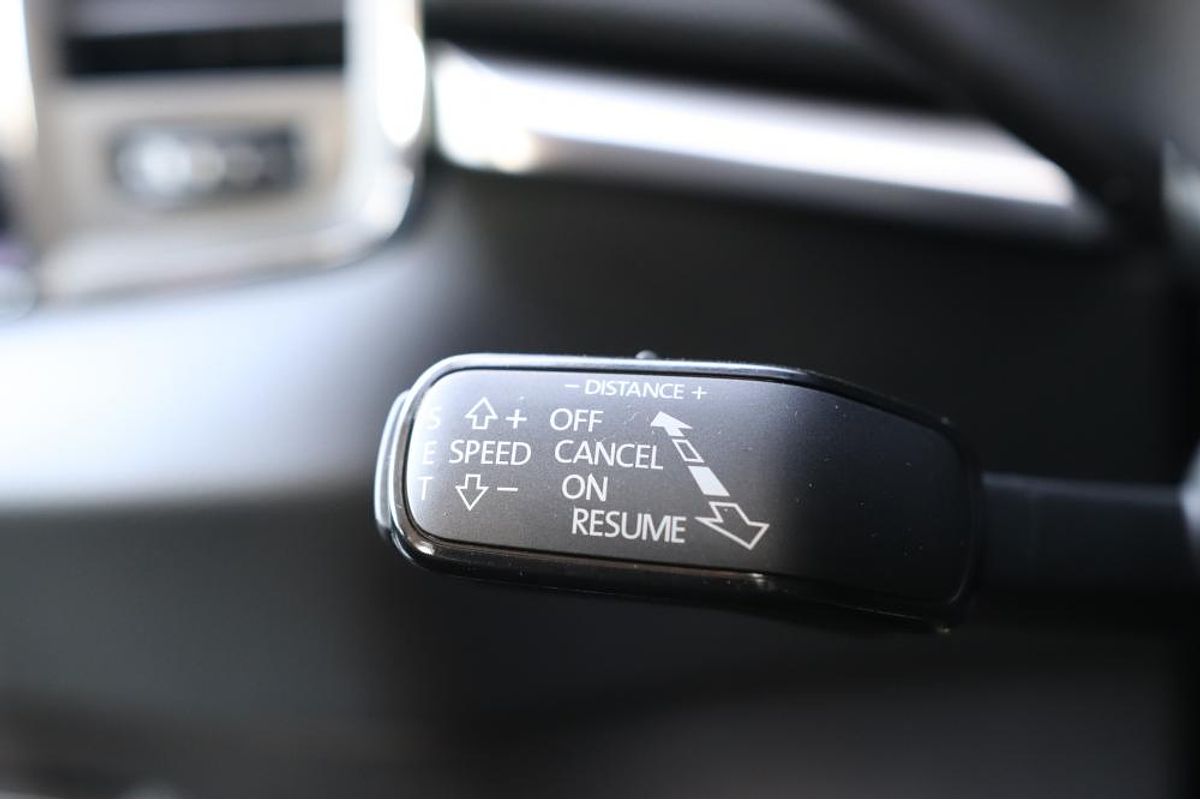 − DISTANCE +
S + OFF
E SPEED CANCEL
T − ON
RESUME